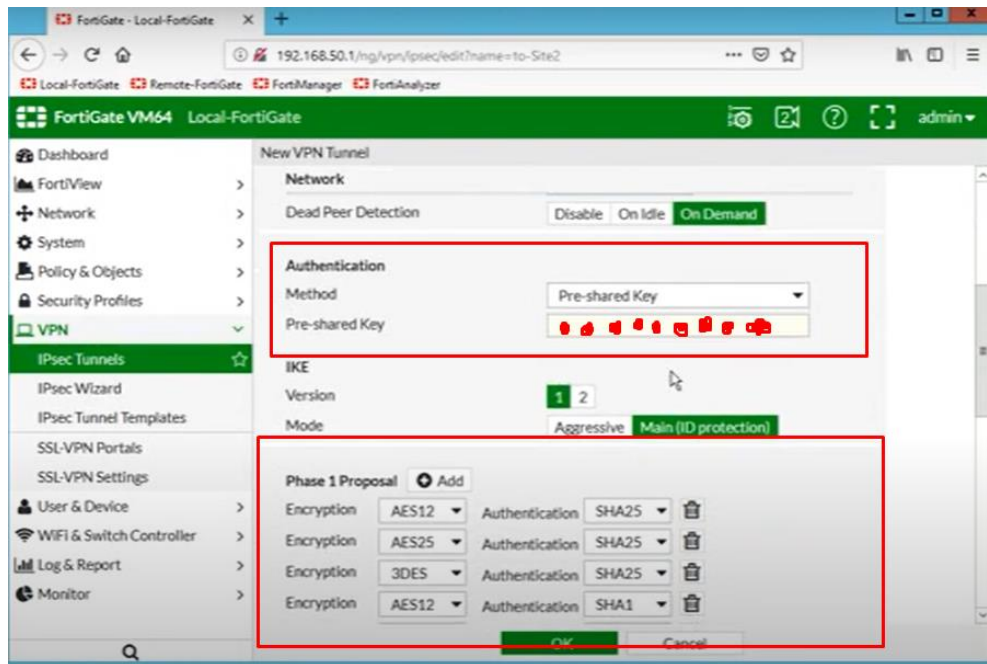 FortiGate - Local-FortiGate
192.168.50.1/ng/vpn/ipsec/edit?name=to-Site2
Local-FortiGate Remote-FortiGate FortiManager FortiAnalyzer
FortiGate VM64 Local-FortiGate
2
admin
Dashboard
FortiView
Network
System
Policy & Objects
Security Profiles
VPN
IPsec Tunnels
IPsec Wizard
IPsec Tunnel Templates
SSL-VPN Portals
SSL-VPN Settings
User & Device
WiFi & Switch Controller
Log & Report
Monitor
New VPN Tunnel
Network
Dead Peer Detection Disable On Idle On Demand
Authentication
Method Pre-shared Key
Pre-shared Key
IKE
Version 1 2
Mode Aggressive Main (ID protection)
Phase 1 Proposal Add
Encryption AES12 Authentication SHA25
Encryption AES25 Authentication SHA25
Encryption 3DES Authentication SHA25
Encryption AES12 Authentication SHA1
OK Cancel